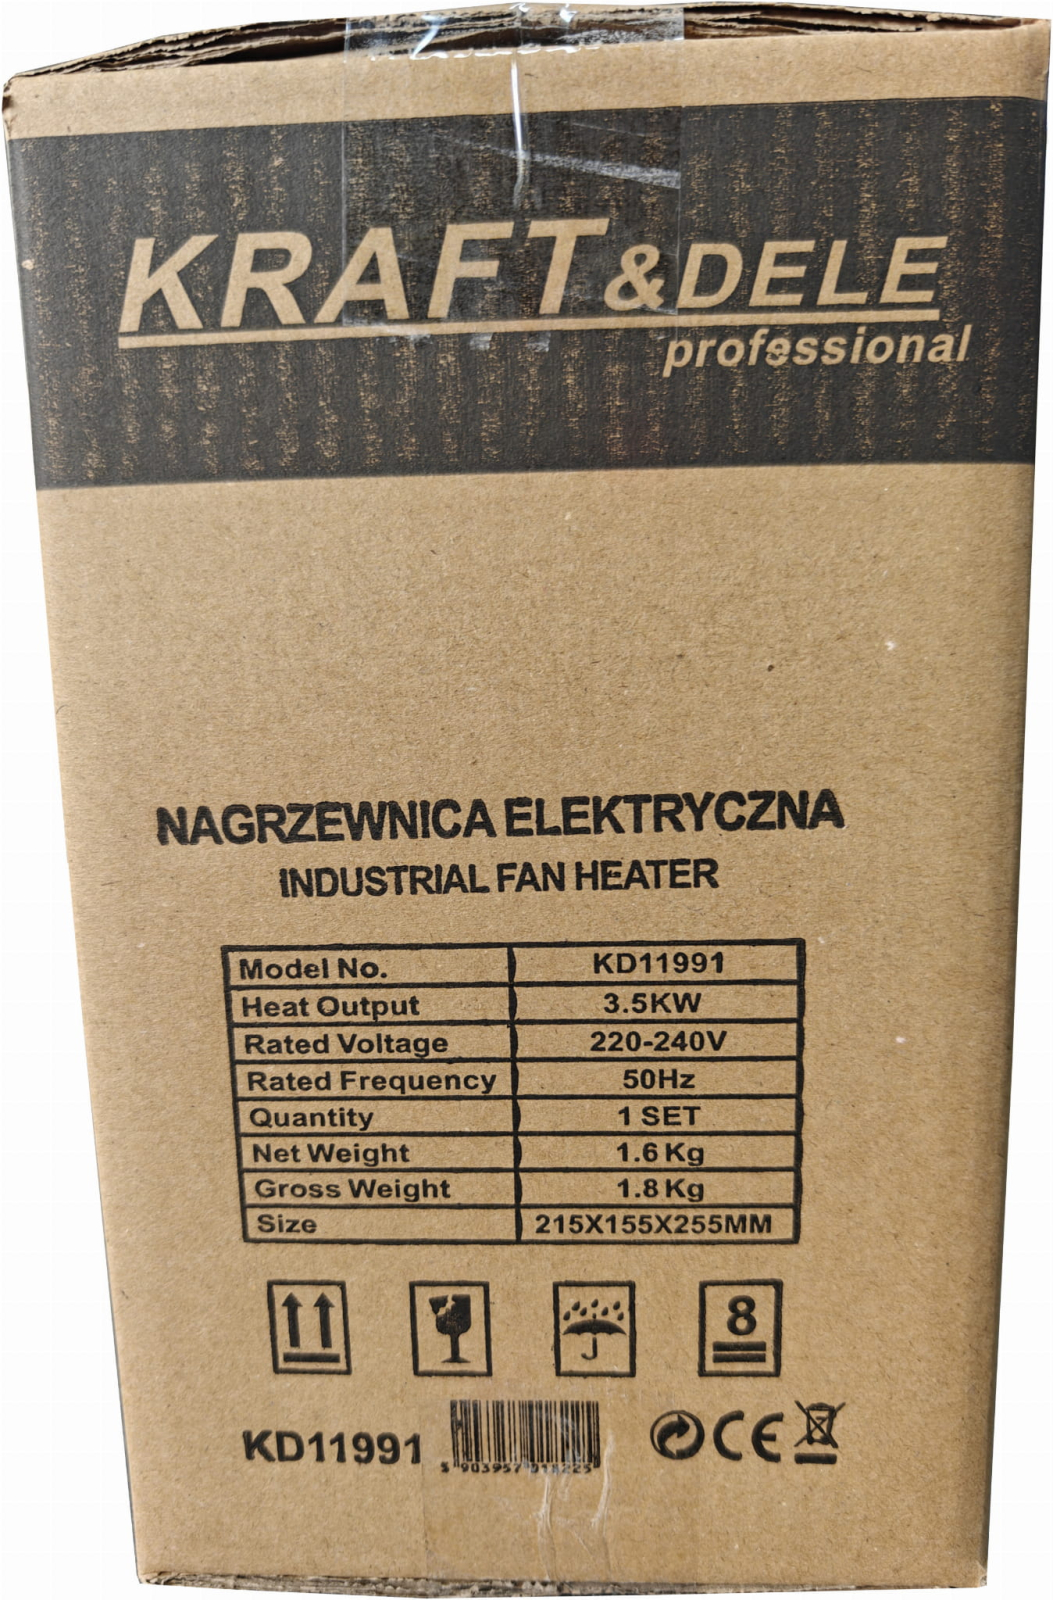 KRAFT & DELE
professional
NAGRZEWNICA ELEKTRYCZNA
INDUSTRIAL FAN HEATER
Model No. KD11991
Heat Output 3.5KW
Rated Voltage 220-240V
Rated Frequency 50Hz
Quantity 1 SET
Net Weight 1.6 Kg
Gross Weight 1.8 Kg
Size 215X155X255MM
8
KD11991
5 903957
CE